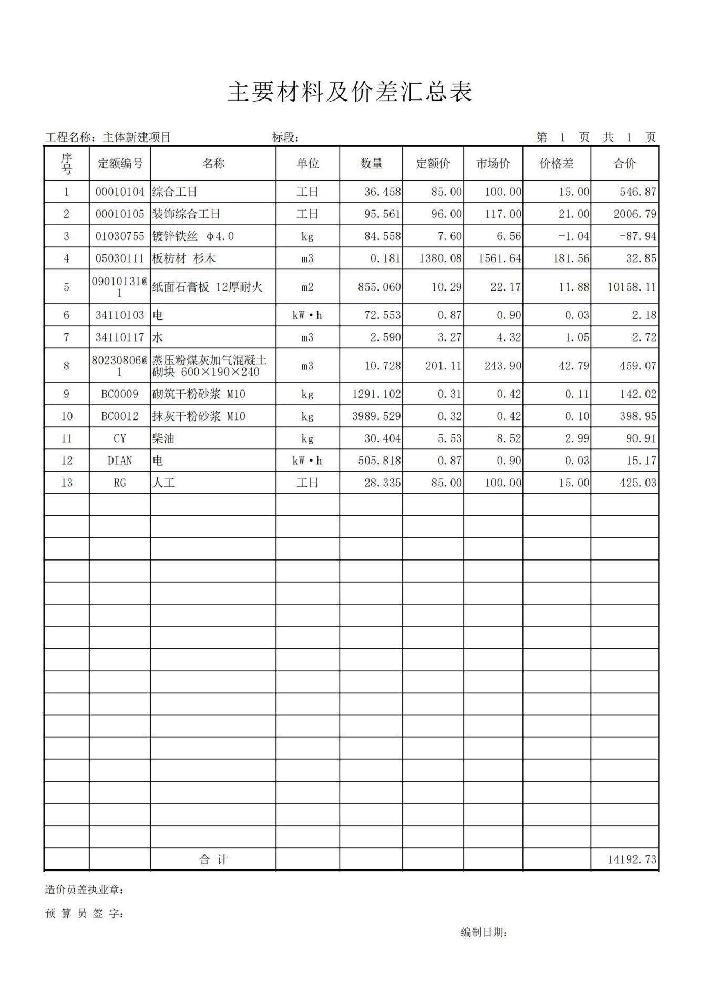 主要材料及价差汇总表
工程名称：主体新建项目 标段： 第 1 页 共 1 页
序号 定额编号 名称 单位 数量 定额价 市场价 价格差 合价
1 00010104 综合工日 工日 36.458 85.00 100.00 15.00 546.87
2 00010105 装饰综合工日 工日 95.561 96.00 117.00 21.00 2006.79
3 01030755 镀锌铁丝 φ4.0 kg 84.558 7.60 6.56 -1.04 -87.94
4 05030111 板枋材 杉木 m3 0.181 1380.08 1561.64 181.56 32.85
5 09010131@1 纸面石膏板 12厚耐火 m2 855.060 10.29 22.17 11.88 10158.11
6 34110103 电 kW·h 72.553 0.87 0.90 0.03 2.18
7 34110117 水 m3 2.590 3.27 4.32 1.05 2.72
8 80230806@1 蒸压粉煤灰加气混凝土砌块 600×190×240 m3 10.728 201.11 243.90 42.79 459.07
9 BC0009 砌筑干粉砂浆 M10 kg 1291.102 0.31 0.42 0.11 142.02
10 BC0012 抹灰干粉砂浆 M10 kg 3989.529 0.32 0.42 0.10 398.95
11 CY 柴油 kg 30.404 5.53 8.52 2.99 90.91
12 DIAN 电 kW·h 505.818 0.87 0.90 0.03 15.17
13 RG 人工 工日 28.335 85.00 100.00 15.00 425.03
合 计 14192.73
造价员盖执业章：
预 算 员 签 字：
编制日期：